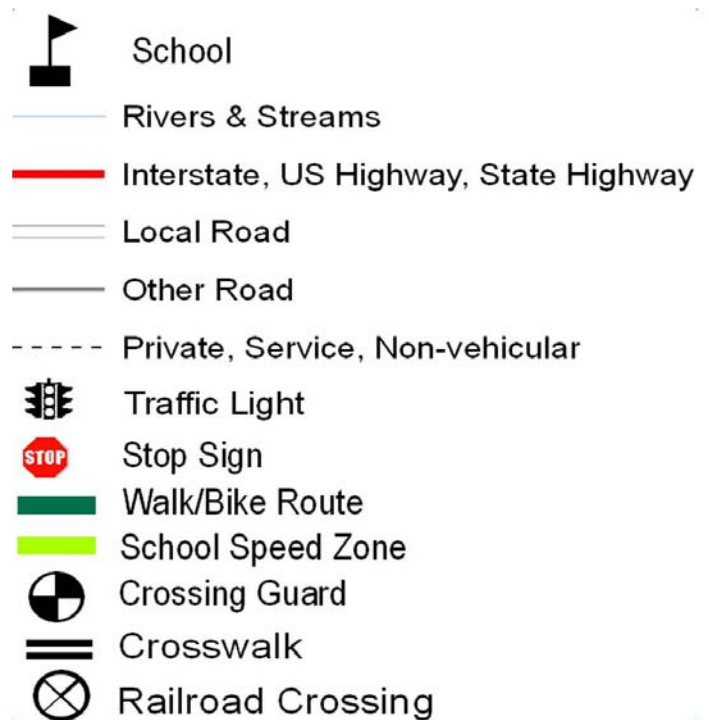 School
Rivers & Streams
Interstate, US Highway, State Highway
Local Road
Other Road
Private, Service, Non-vehicular
Traffic Light
STOP Stop Sign
Walk/Bike Route
School Speed Zone
Crossing Guard
Crosswalk
Railroad Crossing